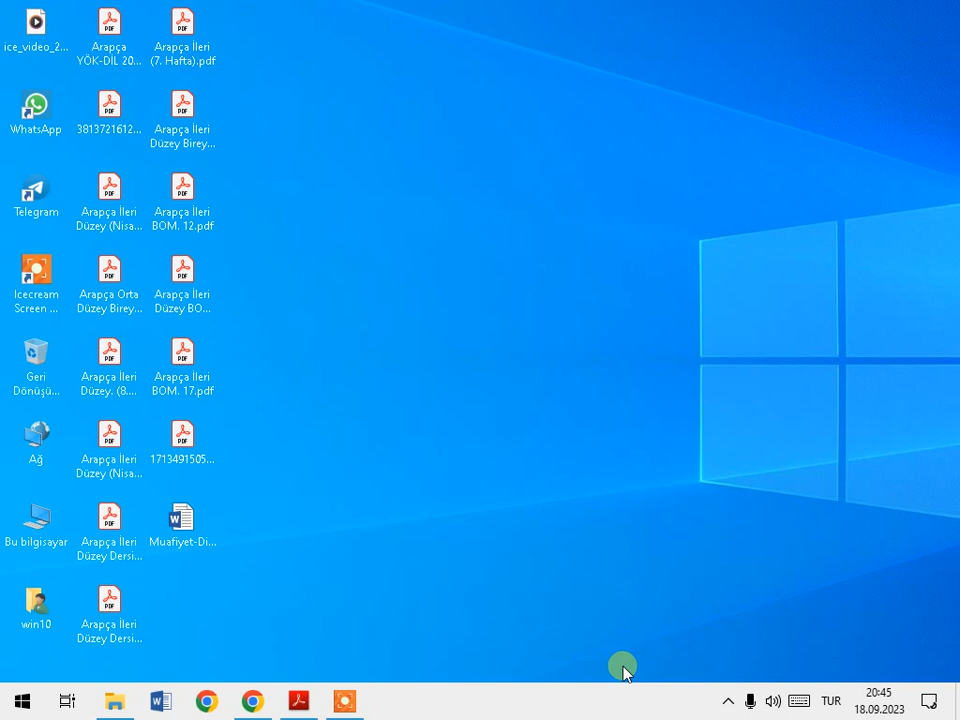 ice_video_2...
WhatsApp
Telegram
Icecream
Screen ...
Geri
Dönüşü...
Ağ
Bu bilgisayar
win10
Arapça
YÖK-DİL 20...
3813721612...
Arapça İleri
Düzey (Nisa...
Arapça Orta
Düzey Birey...
Arapça İleri
Düzey. (8....
Arapça İleri
Düzey (Nisa...
Arapça İleri
Düzey Dersi...
Arapça İleri
Düzey Dersi...
Arapça İleri
(7. Hafta).pdf
Arapça İleri
Düzey Birey...
Arapça İleri
BOM. 12.pdf
Arapça İleri
Düzey BO...
Arapça İleri
BOM. 17.pdf
1713491505...
Muafiyet-Di...
TUR
20:45
18.09.2023